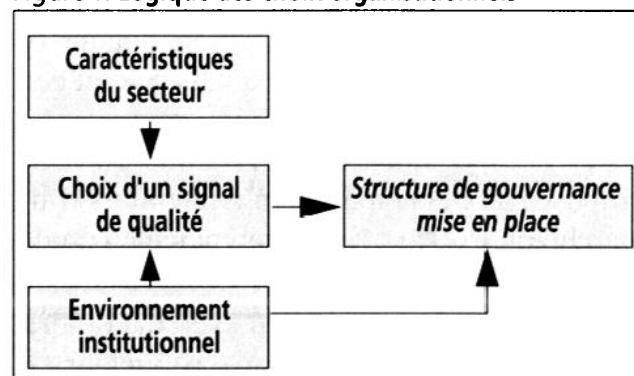 Caractéristiques
du secteur
Choix d'un signal
de qualité
Structure de gouvernance
mise en place
Environnement
institutionnel